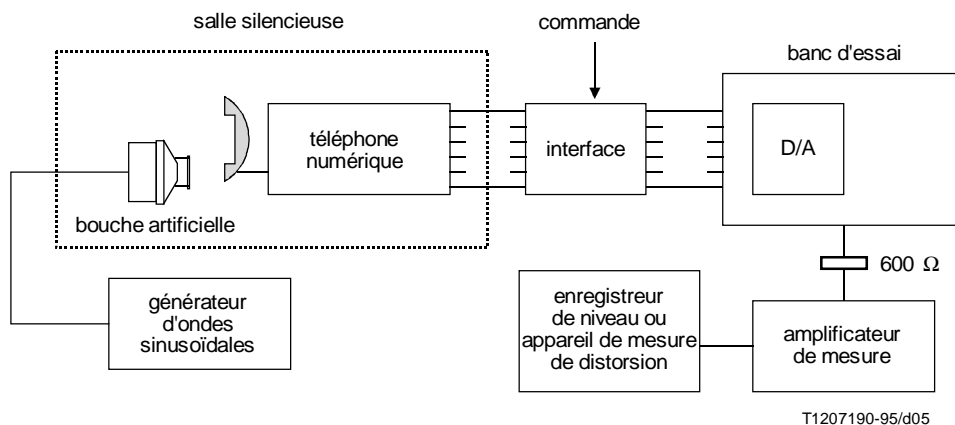 salle silencieuse
commande
banc d'essai
téléphone
numérique
interface
D/A
bouche artificielle
600 Ω
générateur
d'ondes
sinusoïdales
enregistreur
de niveau ou
appareil de mesure
de distorsion
amplificateur
de mesure
T1207190-95/d05